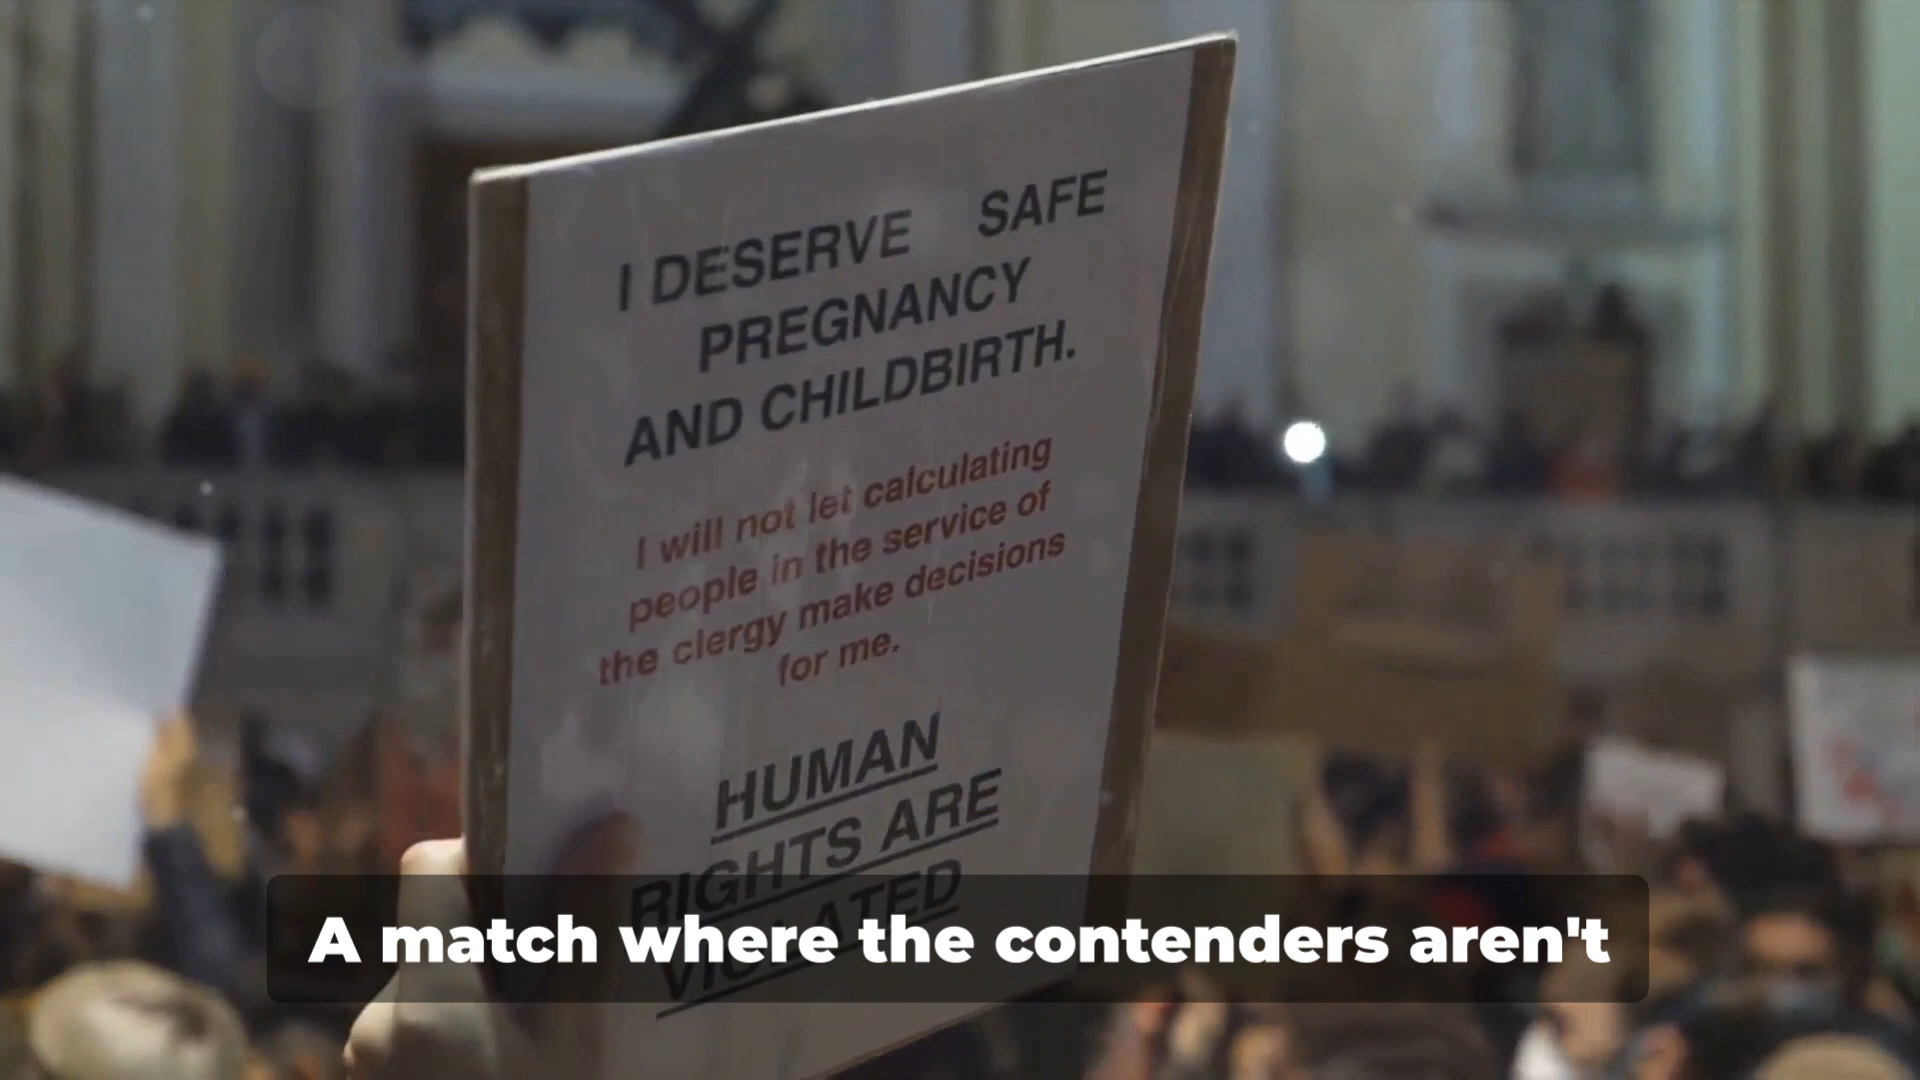 I DESERVE SAFE
PREGNANCY
AND CHILDBIRTH.
I will not let calculating
people in the service of
the clergy make decisions
for me.
HUMAN
RIGHTS ARE
VIOLATED
A match where the contenders aren't